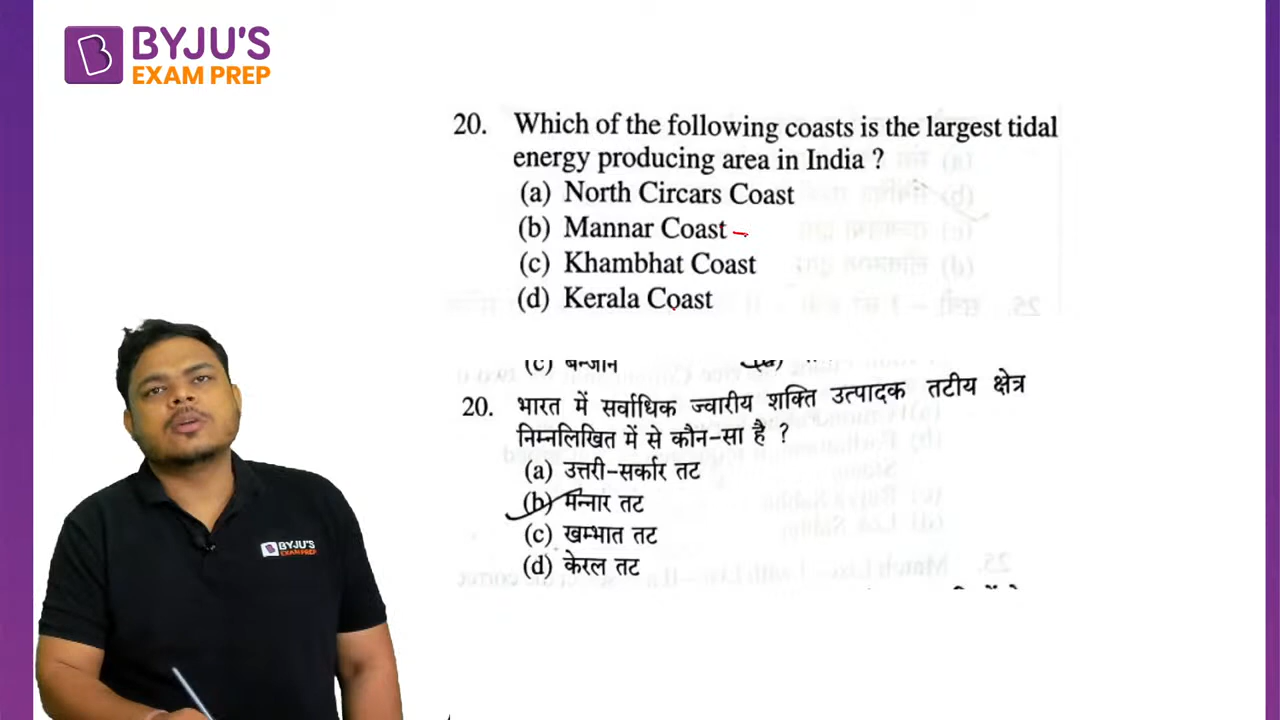 BYJU'S
EXAM PREP
20. Which of the following coasts is the largest tidal
energy producing area in India ?
(a) North Circars Coast
(b) Mannar Coast
(c) Khambhat Coast
(d) Kerala Coast
(c) बन्जान
20. भारत में सर्वाधिक ज्वारीय शक्ति उत्पादक तटीय क्षेत्र
निम्नलिखित में से कौन-सा है ?
(a) उत्तरी-सर्कार तट
(b) मन्नार तट
(c) खम्भात तट
(d) केरल तट
BYJU'S
EXAM PREP